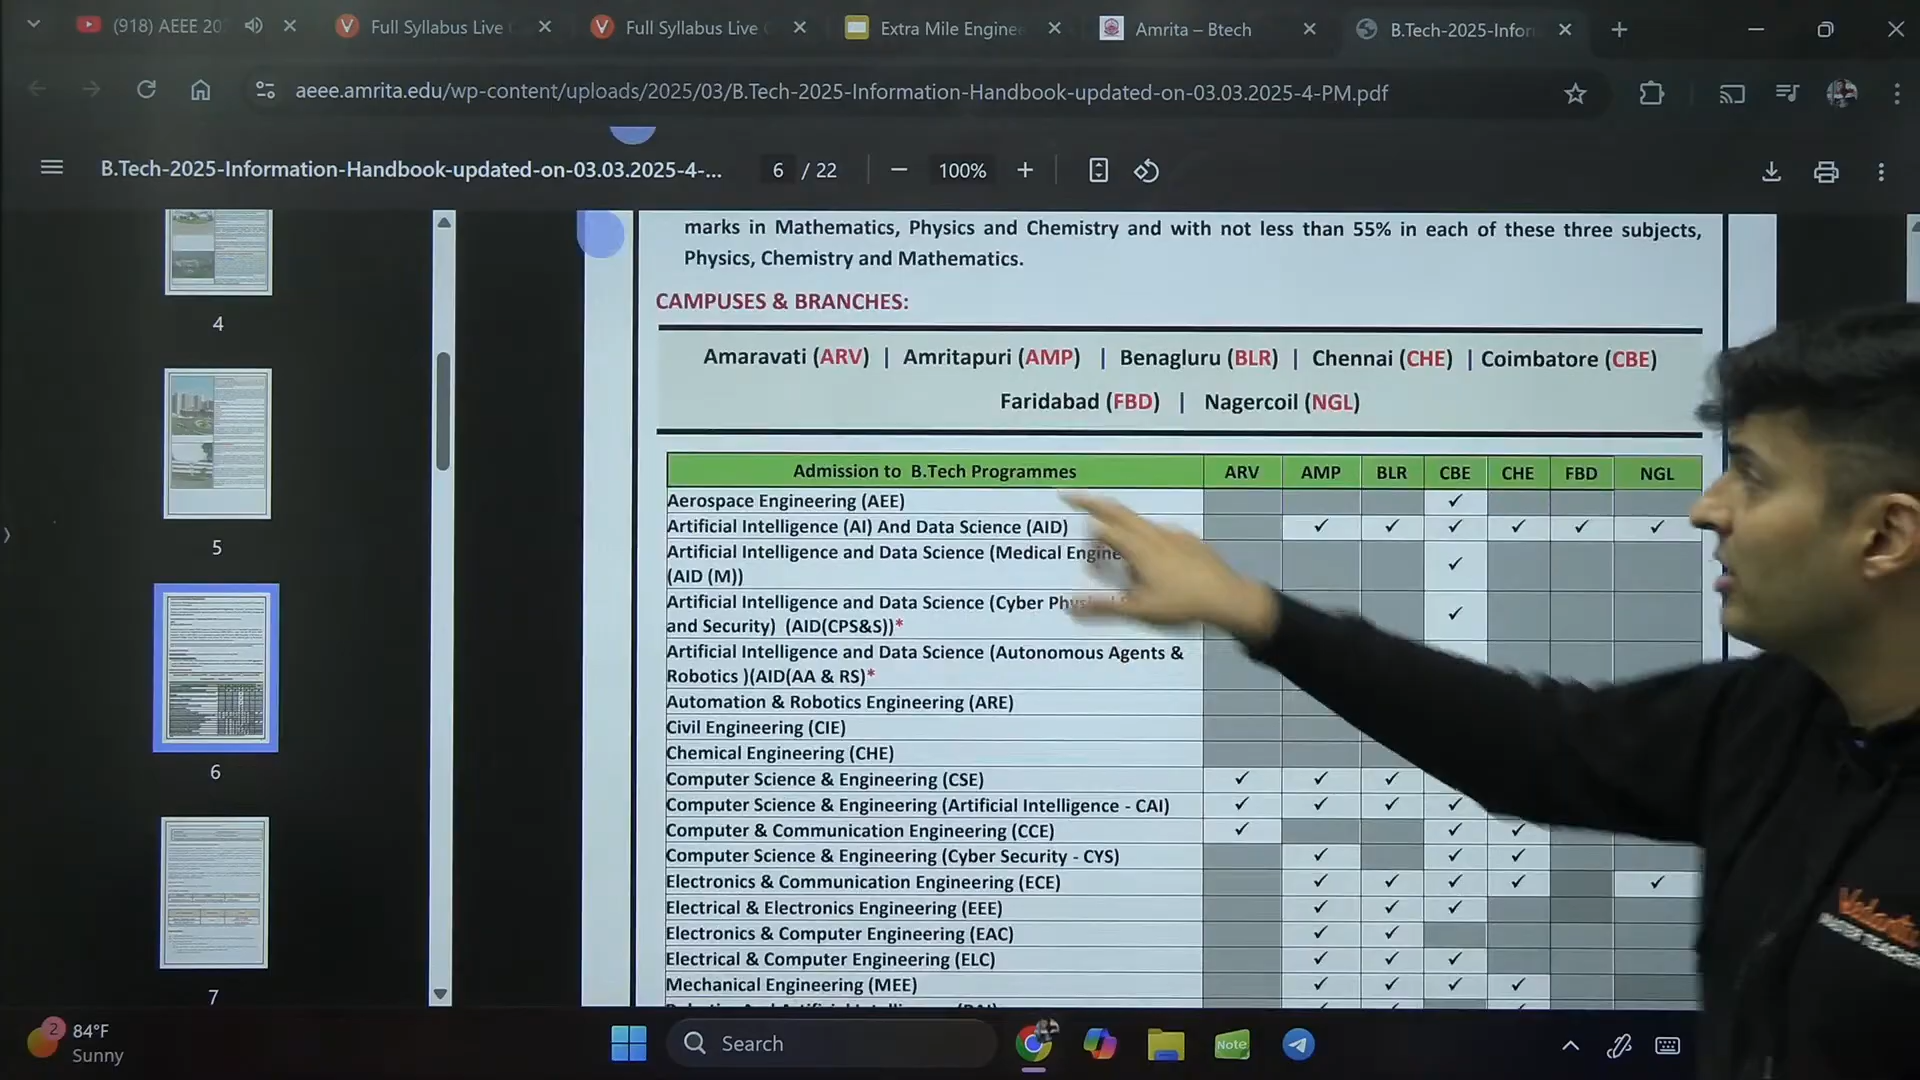 (918) AEEE 20
Full Syllabus Live
Full Syllabus Live
Extra Mile Enginee
Amrita – Btech
B.Tech-2025-Infor
aeee.amrita.edu/wp-content/uploads/2025/03/B.Tech-2025-Information-Handbook-updated-on-03.03.2025-4-PM.pdf
B.Tech-2025-Information-Handbook-updated-on-03.03.2025-4-...
6 / 22
100%
4
5
6
7
marks in Mathematics, Physics and Chemistry and with not less than 55% in each of these three subjects,
Physics, Chemistry and Mathematics.
CAMPUSES & BRANCHES:
Amaravati (ARV) | Amritapuri (AMP) | Benagluru (BLR) | Chennai (CHE) | Coimbatore (CBE)
Faridabad (FBD) | Nagercoil (NGL)
Admission to B.Tech Programmes ARV AMP BLR CBE CHE FBD NGL
Aerospace Engineering (AEE) ✓
Artificial Intelligence (AI) And Data Science (AID) ✓ ✓ ✓ ✓ ✓ ✓
Artificial Intelligence and Data Science (Medical Engine
(AID (M)) ✓
Artificial Intelligence and Data Science (Cyber Phys
and Security) (AID(CPS&S))* ✓
Artificial Intelligence and Data Science (Autonomous Agents &
Robotics )(AID(AA & RS)*
Automation & Robotics Engineering (ARE)
Civil Engineering (CIE)
Chemical Engineering (CHE)
Computer Science & Engineering (CSE) ✓ ✓ ✓
Computer Science & Engineering (Artificial Intelligence - CAI) ✓ ✓ ✓ ✓
Computer & Communication Engineering (CCE) ✓ ✓ ✓
Computer Science & Engineering (Cyber Security - CYS) ✓ ✓ ✓
Electronics & Communication Engineering (ECE) ✓ ✓ ✓ ✓ ✓
Electrical & Electronics Engineering (EEE) ✓ ✓ ✓
Electronics & Computer Engineering (EAC) ✓ ✓
Electrical & Computer Engineering (ELC) ✓ ✓ ✓
Mechanical Engineering (MEE) ✓ ✓ ✓ ✓
2
84°F
Sunny
Search
Note